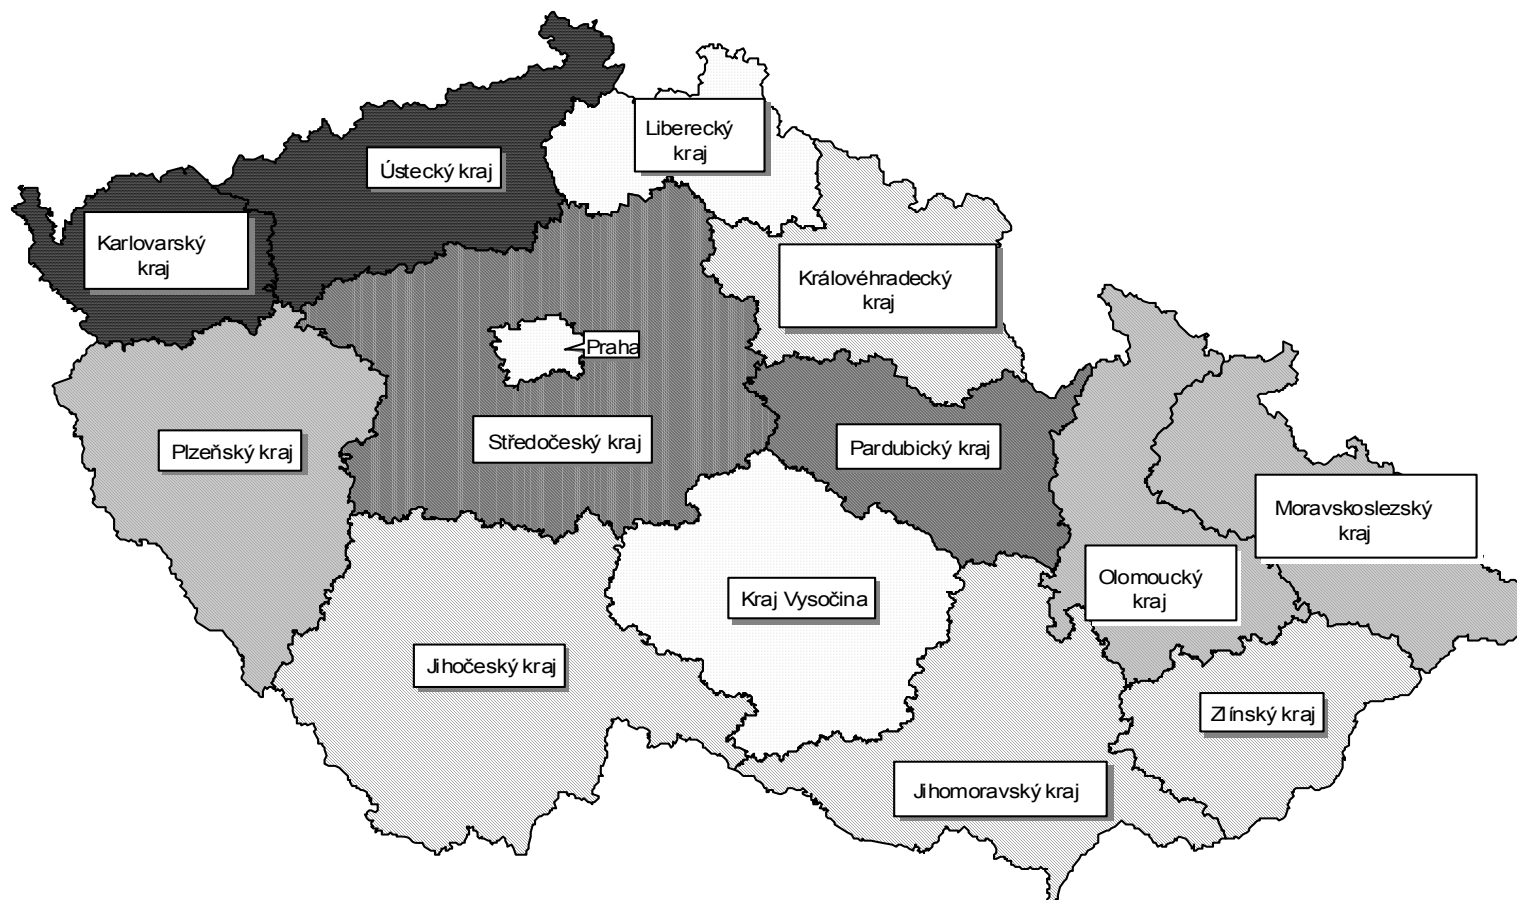 Liberecký
kraj
Ústecký kraj
Karlovarský
kraj
Královéhradecký
kraj
Praha
Plzeňský kraj
Středočeský kraj
Pardubický kraj
Moravskoslezský
kraj
Olomoucký
kraj
Kraj Vysočina
Jihočeský kraj
Zlínský kraj
Jihomoravský kraj